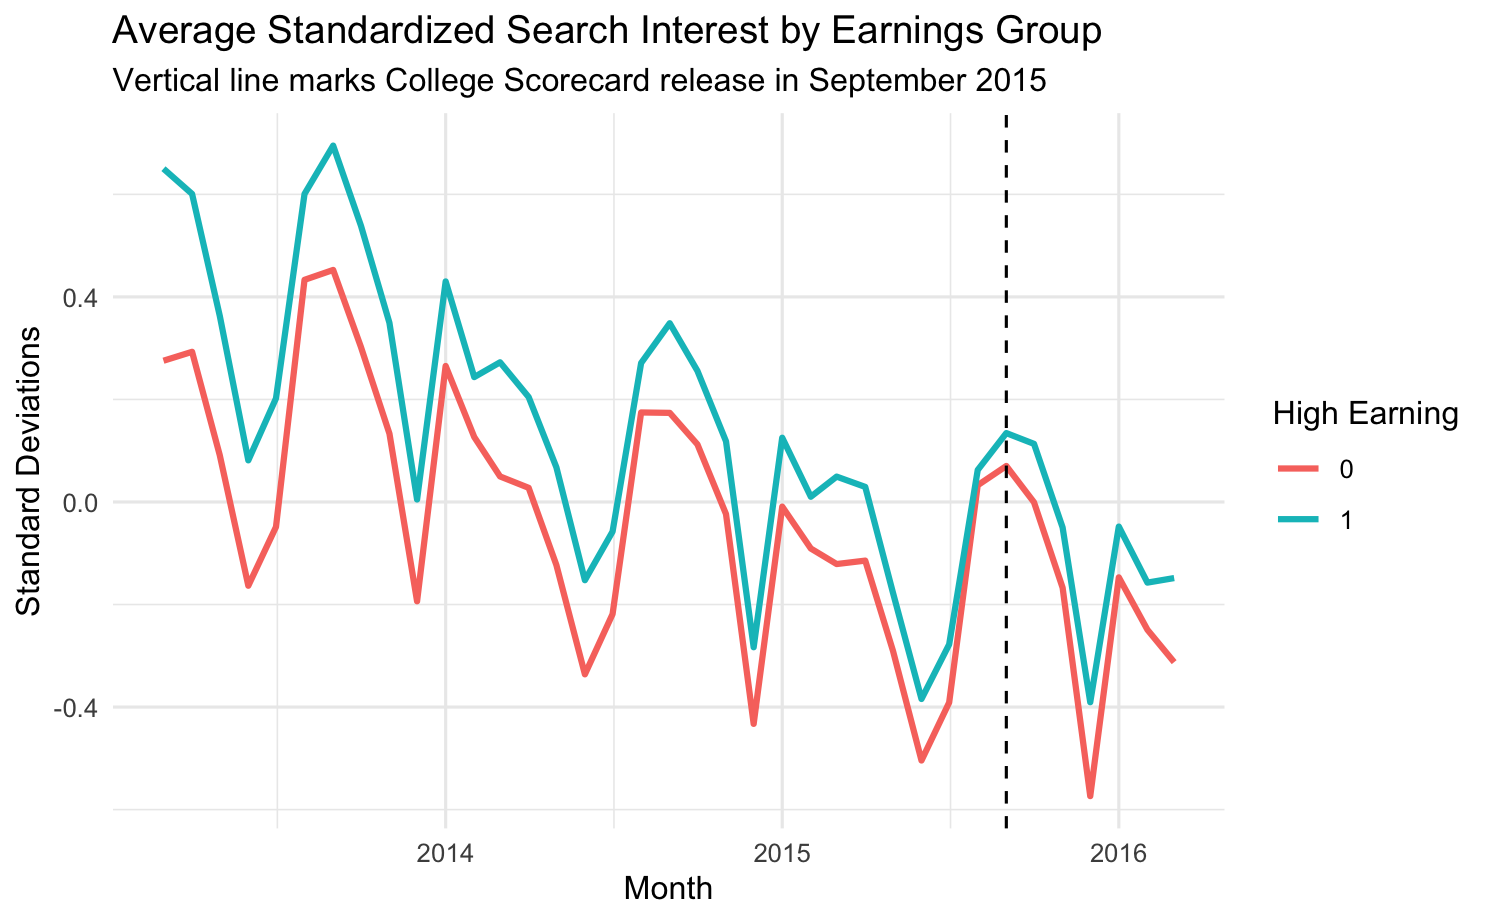 Average Standardized Search Interest by Earnings Group
Vertical line marks College Scorecard release in September 2015
Standard Deviations
0.4
0.0
-0.4
2014
2015
2016
Month
High Earning
0
1